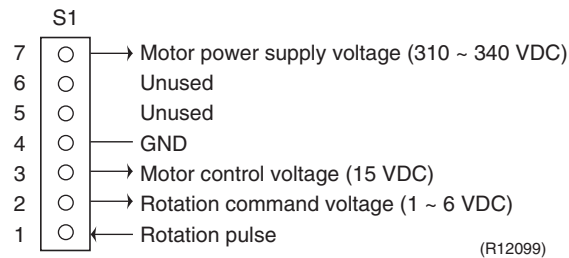 S1
7 Motor power supply voltage (310 ~ 340 VDC)
6 Unused
5 Unused
4 GND
3 Motor control voltage (15 VDC)
2 Rotation command voltage (1 ~ 6 VDC)
1 Rotation pulse
(R12099)